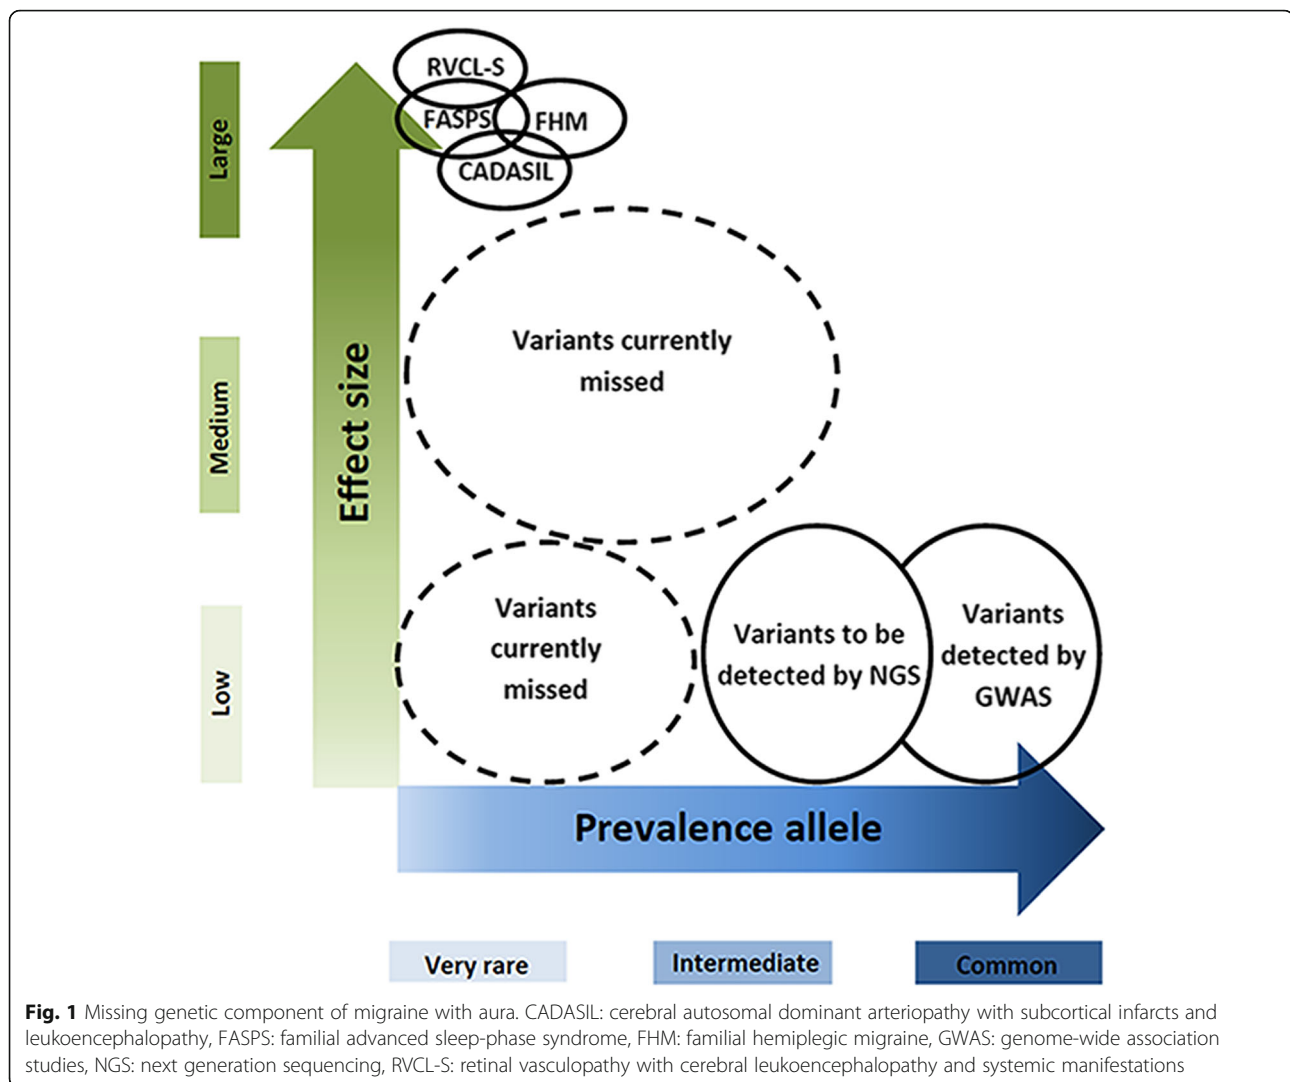 RVCL-S
FASPS
FHM
CADASIL
Large
Variants currently
missed
Medium
Effect size
Variants
currently
missed
Variants to be
detected by NGS
Variants
detected by
GWAS
Low
Prevalence allele
Very rare
Intermediate
Common
Fig. 1 Missing genetic component of migraine with aura. CADASIL: cerebral autosomal dominant arteriopathy with subcortical infarcts and
leukoencephalopathy, FASPS: familial advanced sleep-phase syndrome, FHM: familial hemiplegic migraine, GWAS: genome-wide association
studies, NGS: next generation sequencing, RVCL-S: retinal vasculopathy with cerebral leukoencephalopathy and systemic manifestations